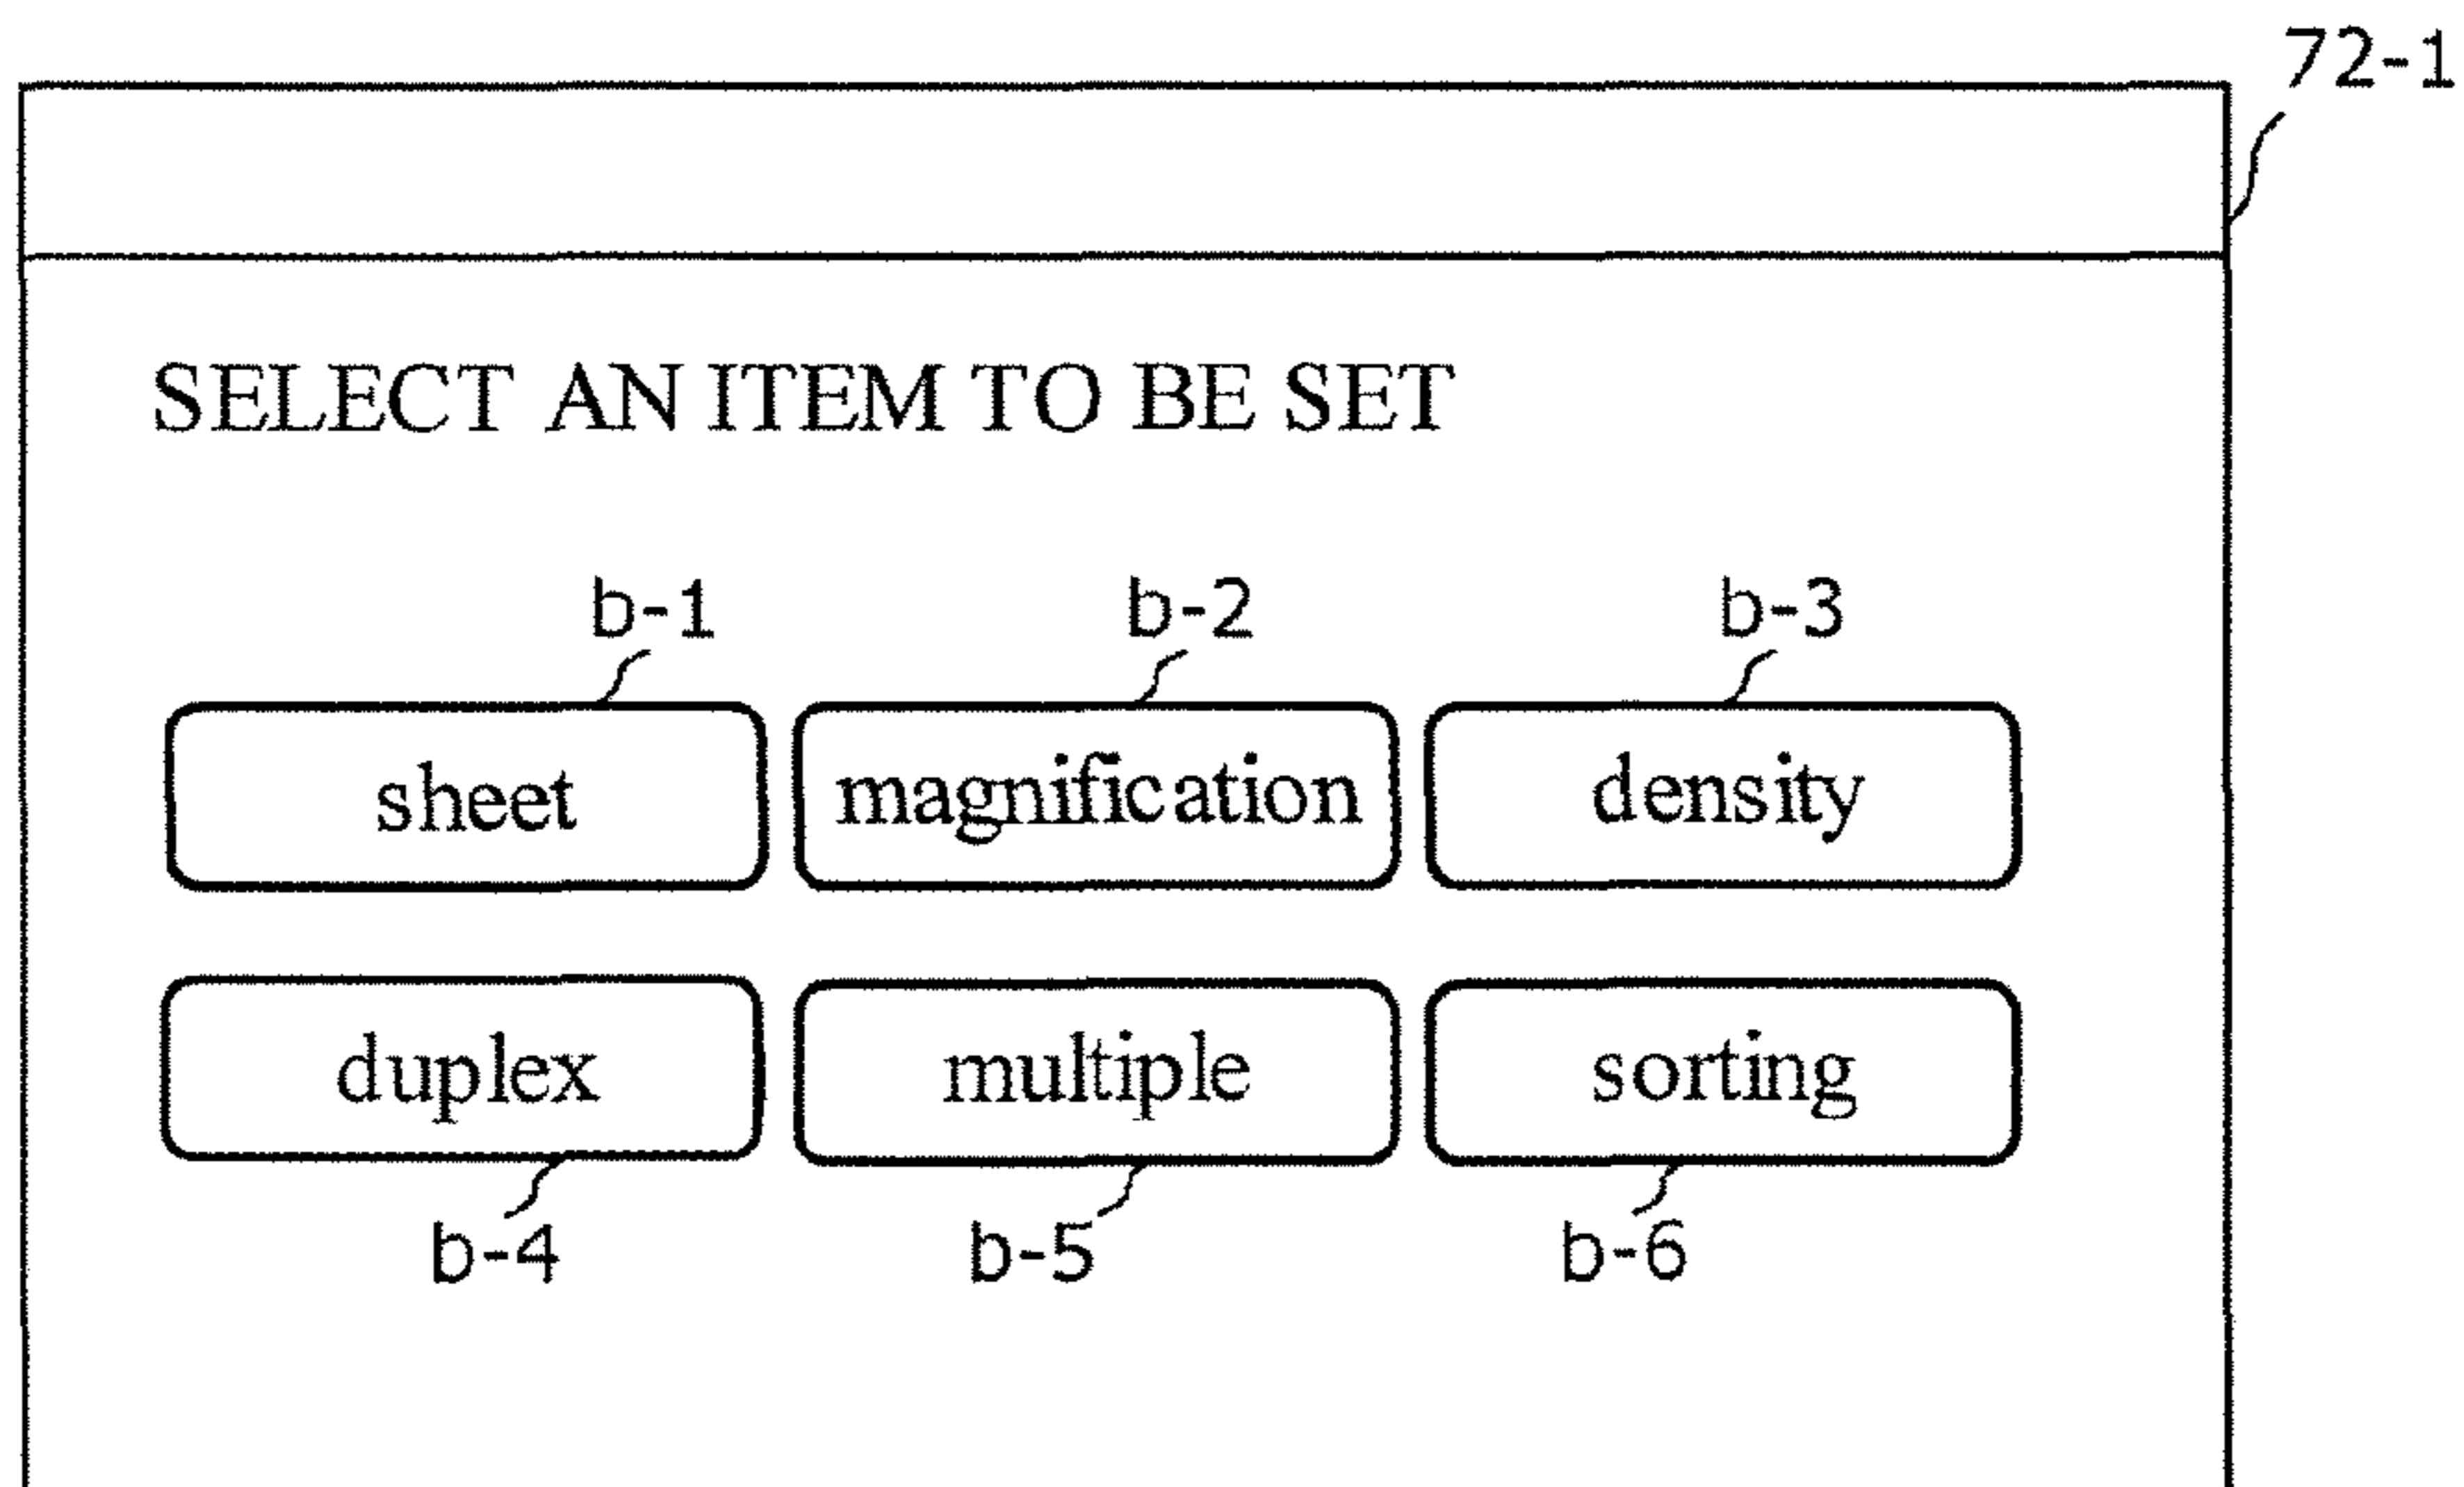 72-1
SELECT AN ITEM TO BE SET
b-1 b-2 b-3
sheet magnification density
duplex multiple sorting
b-4 b-5 b-6